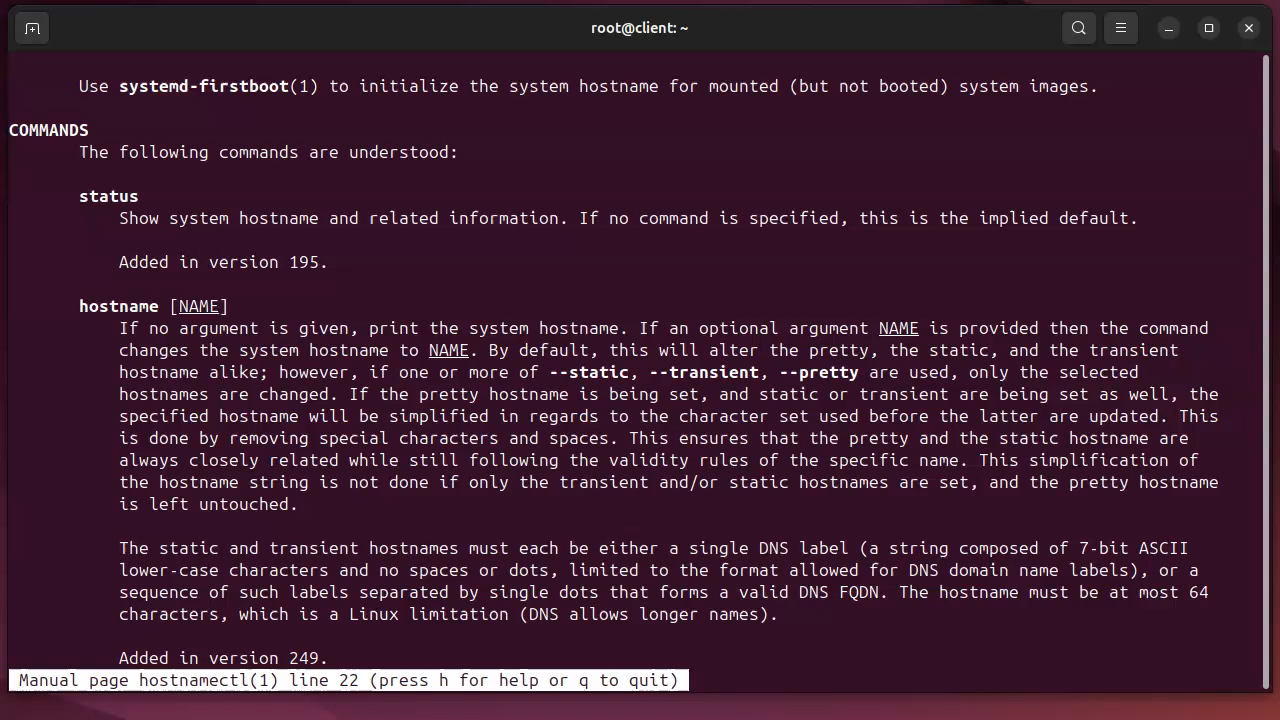 root@client: ~
Use systemd-firstboot(1) to initialize the system hostname for mounted (but not booted) system images.
COMMANDS
The following commands are understood:
status
Show system hostname and related information. If no command is specified, this is the implied default.
Added in version 195.
hostname [NAME]
If no argument is given, print the system hostname. If an optional argument NAME is provided then the command
changes the system hostname to NAME. By default, this will alter the pretty, the static, and the transient
hostname alike; however, if one or more of --static, --transient, --pretty are used, only the selected
hostnames are changed. If the pretty hostname is being set, and static or transient are being set as well, the
specified hostname will be simplified in regards to the character set used before the latter are updated. This
is done by removing special characters and spaces. This ensures that the pretty and the static hostname are
always closely related while still following the validity rules of the specific name. This simplification of
the hostname string is not done if only the transient and/or static hostnames are set, and the pretty hostname
is left untouched.
The static and transient hostnames must each be either a single DNS label (a string composed of 7-bit ASCII
lower-case characters and no spaces or dots, limited to the format allowed for DNS domain name labels), or a
sequence of such labels separated by single dots that forms a valid DNS FQDN. The hostname must be at most 64
characters, which is a Linux limitation (DNS allows longer names).
Added in version 249.
Manual page hostnamectl(1) line 22 (press h for help or q to quit)